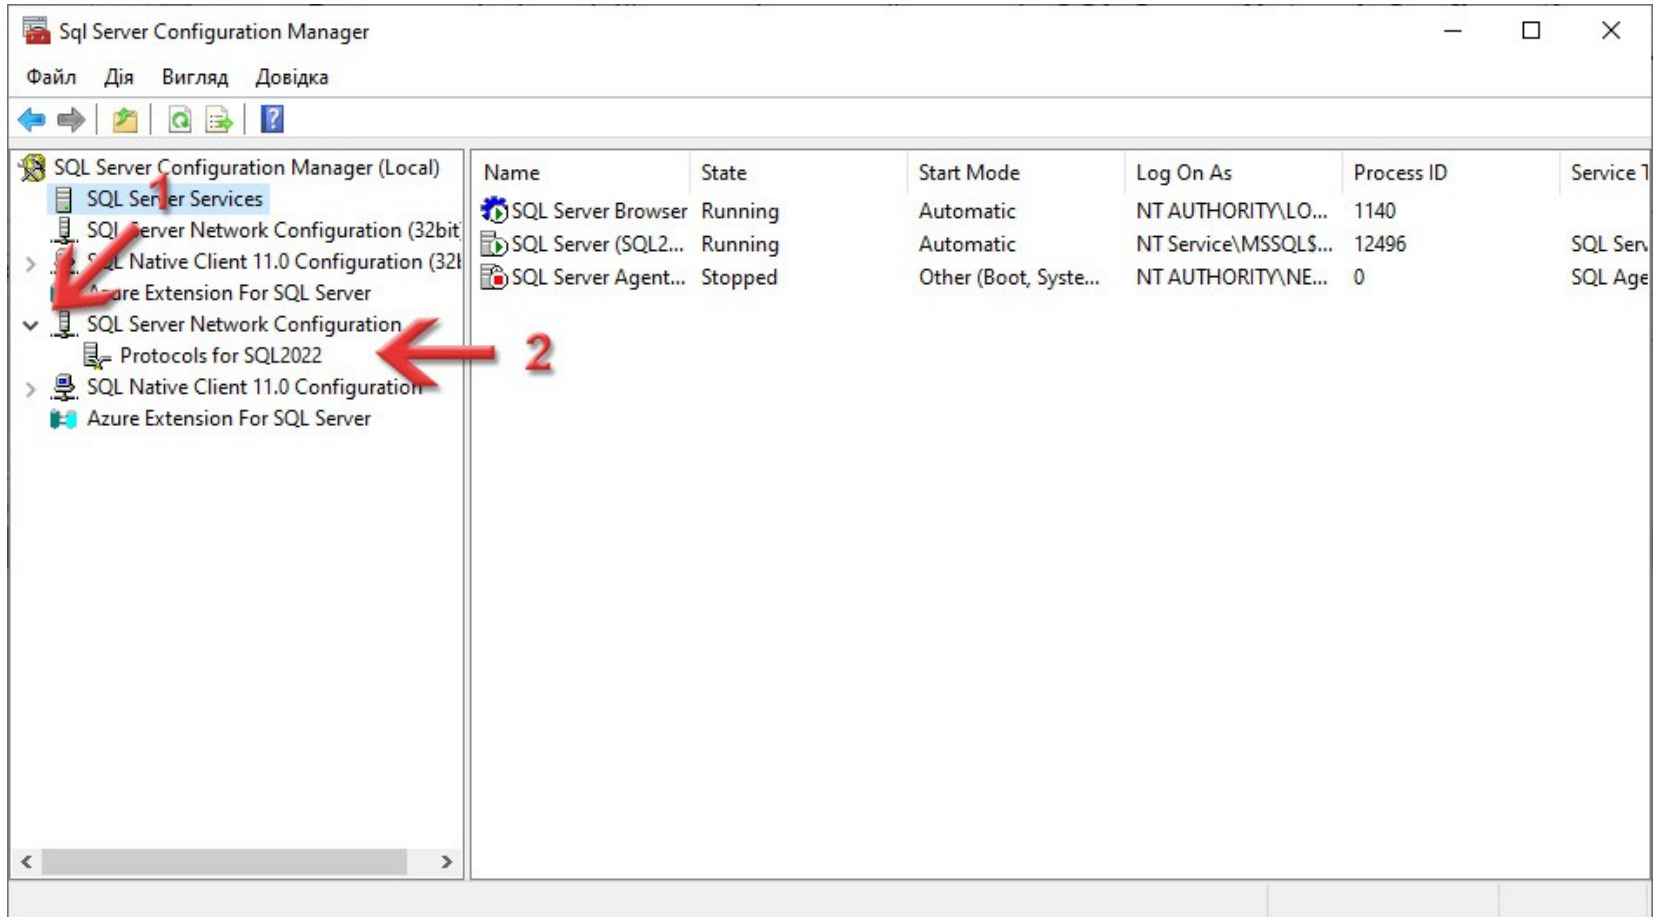 Sql Server Configuration Manager
Файл Дія Вигляд Довідка
SQL Server Configuration Manager (Local)
SQL Server Services
SQL Server Network Configuration (32bit
SQL Native Client 11.0 Configuration (32b
Azure Extension For SQL Server
SQL Server Network Configuration
Protocols for SQL2022
SQL Native Client 11.0 Configuration
Azure Extension For SQL Server
1
2
Name State Start Mode Log On As Process ID Service T
SQL Server Browser Running Automatic NT AUTHORITY\LO... 1140
SQL Server (SQL2... Running Automatic NT Service\MSSQL$... 12496 SQL Serv
SQL Server Agent... Stopped Other (Boot, Syste... NT AUTHORITY\NE... 0 SQL Age